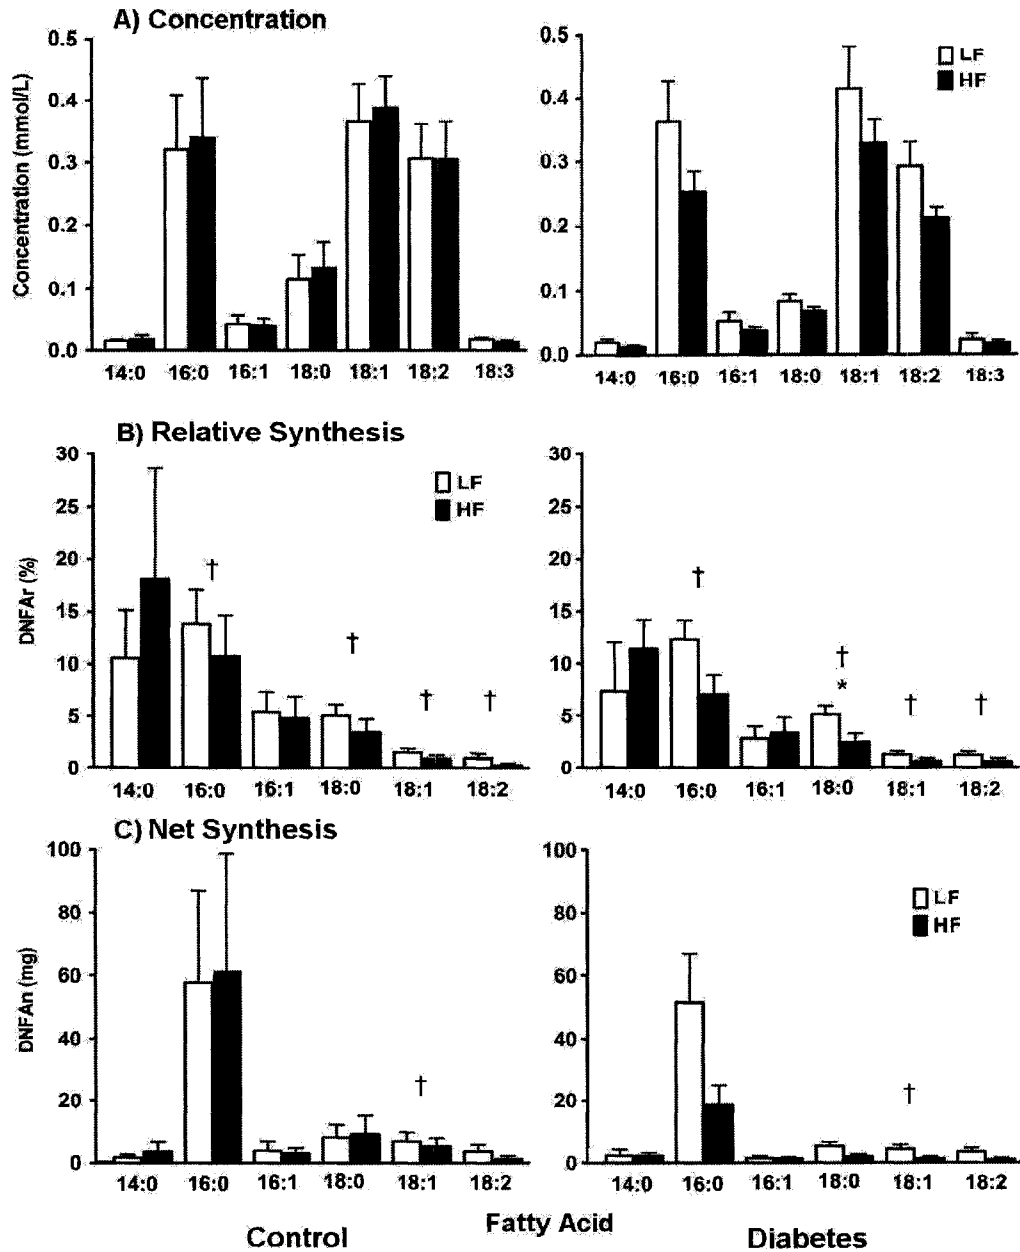 A) Concentration
0.5
0.4
0.3
0.2
0.1
0.0
Concentration (mmol/L)
14:0 16:0 16:1 18:0 18:1 18:2 18:3
0.5
0.4
0.3
0.2
0.1
0.0
LF
HF
14:0 16:0 16:1 18:0 18:1 18:2 18:3
B) Relative Synthesis
30
25
20
15
10
5
0
DNFAr (%)
LF
HF
† † † †
14:0 16:0 16:1 18:0 18:1 18:2
30
25
20
15
10
5
0
† † † †
*
14:0 16:0 16:1 18:0 18:1 18:2
C) Net Synthesis
100
80
60
40
20
0
DNFAn (mg)
†
14:0 16:0 16:1 18:0 18:1 18:2
100
80
60
40
20
0
LF
HF
†
14:0 16:0 16:1 18:0 18:1 18:2
Fatty Acid
Control Diabetes